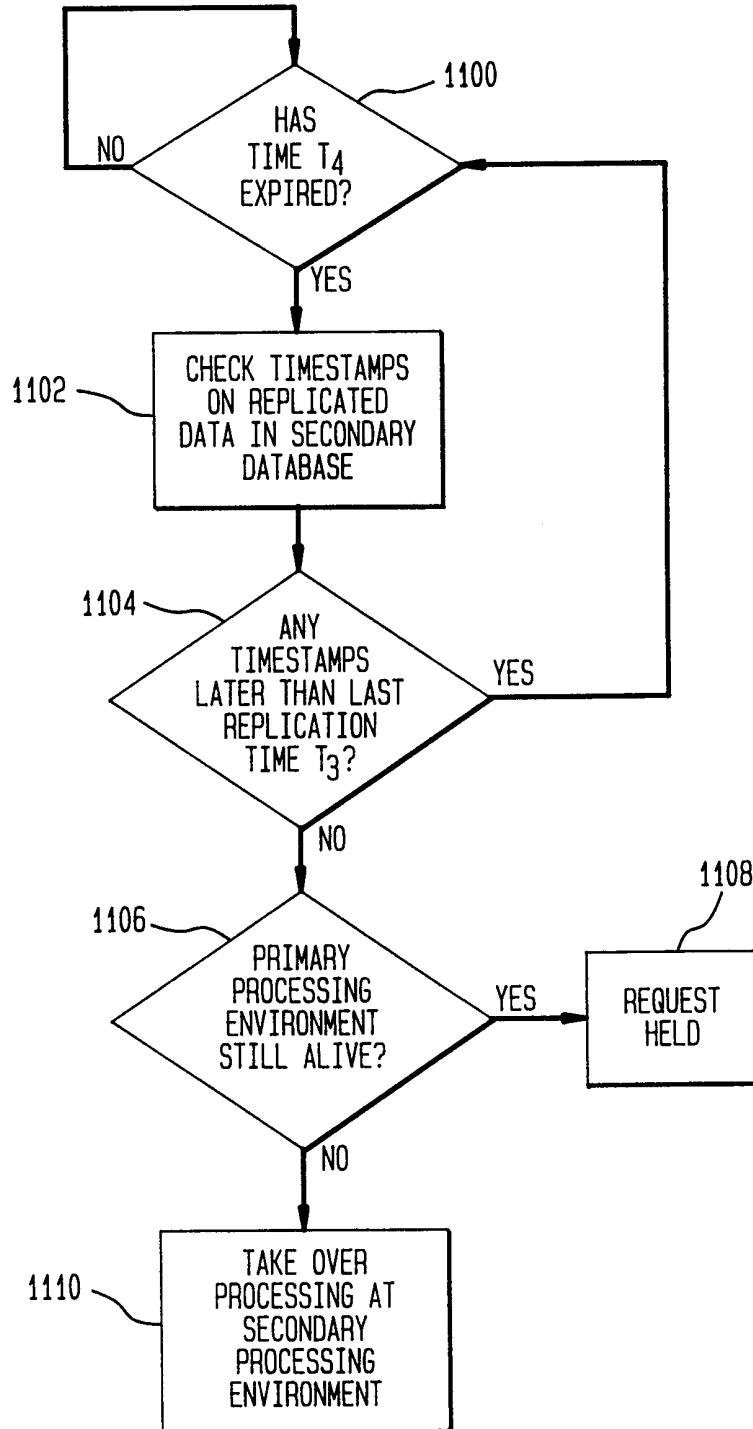 1100
HAS
TIME T4
EXPIRED?
NO
YES
1102
CHECK TIMESTAMPS
ON REPLICATED
DATA IN SECONDARY
DATABASE
1104
ANY
TIMESTAMPS
LATER THAN LAST
REPLICATION
TIME T3?
YES
NO
1106
PRIMARY
PROCESSING
ENVIRONMENT
STILL ALIVE?
YES
1108
REQUEST
HELD
NO
1110
TAKE OVER
PROCESSING AT
SECONDARY
PROCESSING
ENVIRONMENT